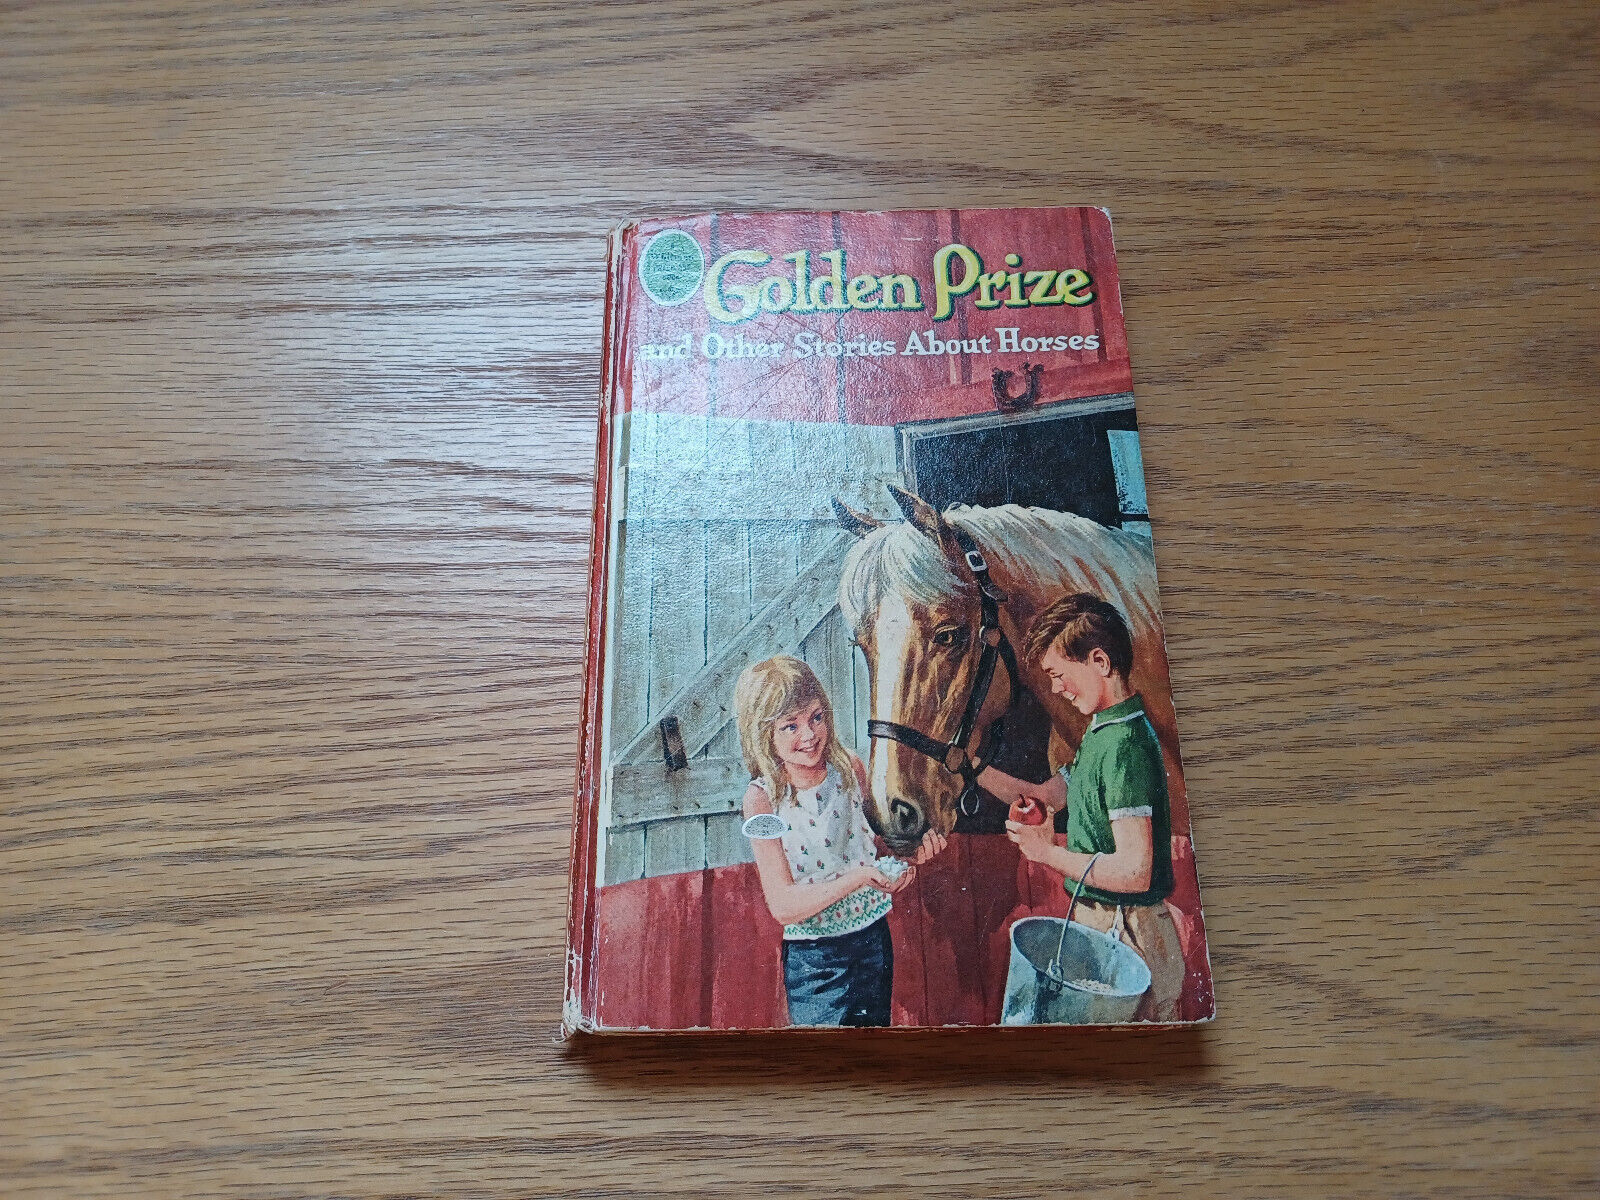 Golden Prize
and Other Stories About Horses